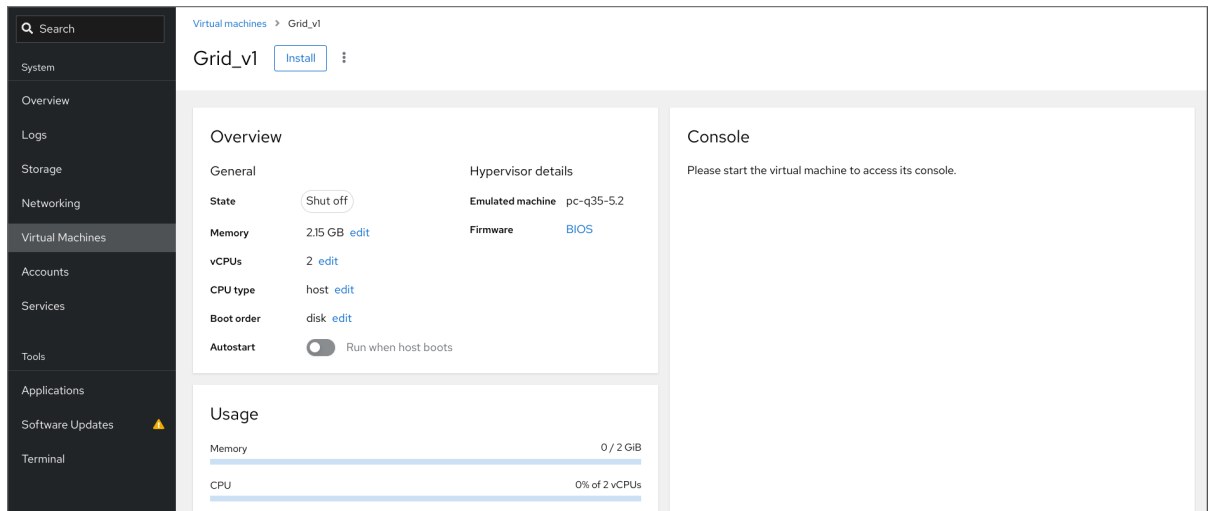 Search
System
Overview
Logs
Storage
Networking
Virtual Machines
Accounts
Services
Tools
Applications
Software Updates
Terminal
Virtual machines > Grid_v1
Grid_v1 Install
Overview
General
State Shut off
Memory 2.15 GB edit
vCPUs 2 edit
CPU type host edit
Boot order disk edit
Autostart Run when host boots
Hypervisor details
Emulated machine pc-q35-5.2
Firmware BIOS
Usage
Memory 0 / 2 GiB
CPU 0% of 2 vCPUs
Console
Please start the virtual machine to access its console.